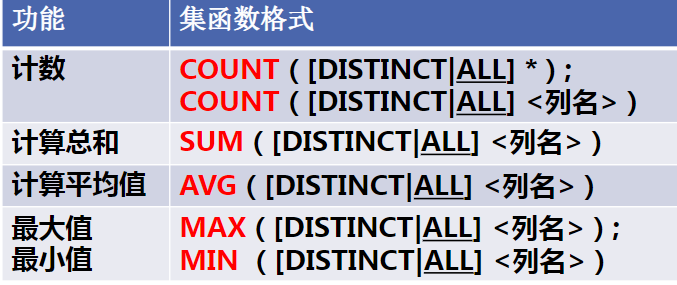 功能 集函数格式
计数 COUNT ( [DISTINCT|ALL] * ) ;
COUNT ( [DISTINCT|ALL] <列名> )
计算总和 SUM ( [DISTINCT|ALL] <列名> )
计算平均值 AVG ( [DISTINCT|ALL] <列名> )
最大值 MAX ( [DISTINCT|ALL] <列名> ) ;
最小值 MIN ( [DISTINCT|ALL] <列名> )